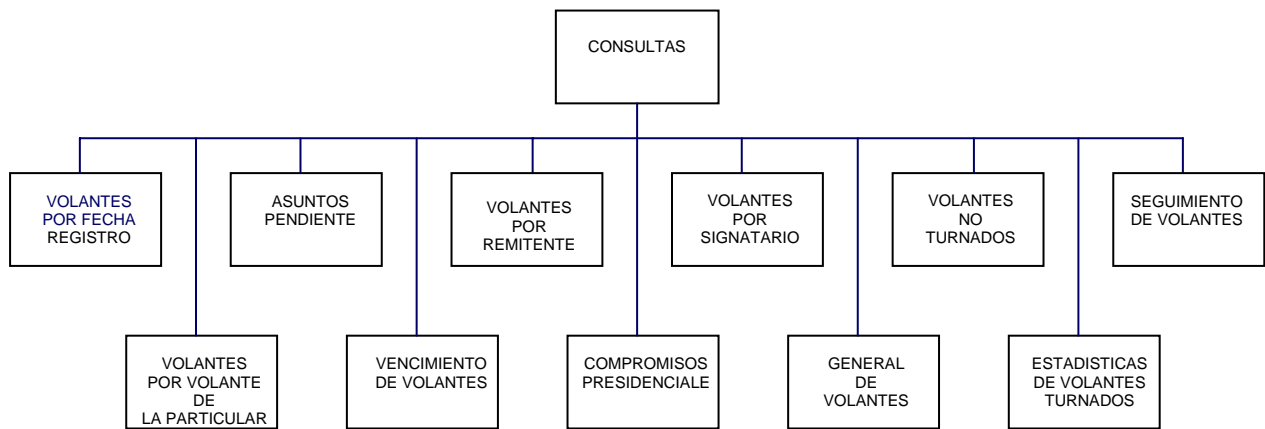 CONSULTAS
VOLANTES
POR FECHA
REGISTRO
ASUNTOS
PENDIENTE
VOLANTES
POR
REMITENTE
VOLANTES
POR
SIGNATARIO
VOLANTES
NO
TURNADOS
SEGUIMIENTO
DE VOLANTES
VOLANTES
POR VOLANTE
DE
LA PARTICULAR
VENCIMIENTO
DE VOLANTES
COMPROMISOS
PRESIDENCIALE
GENERAL
DE
VOLANTES
ESTADISTICAS
DE VOLANTES
TURNADOS